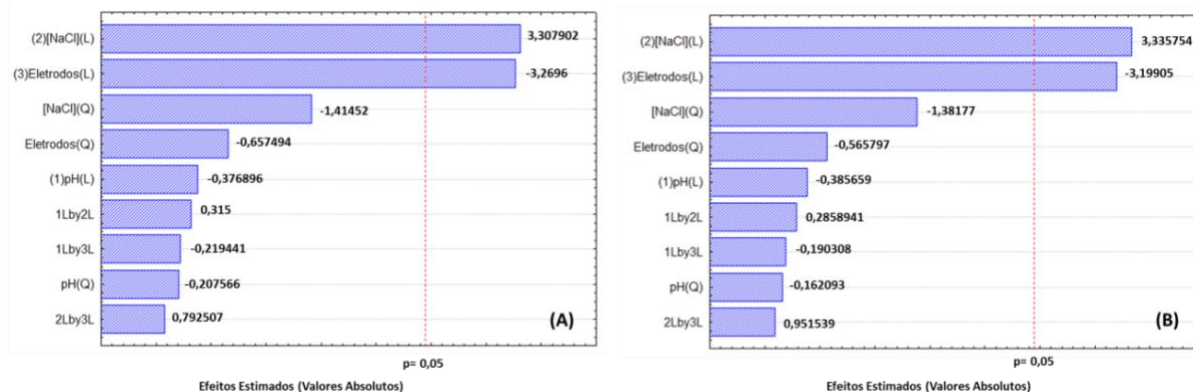 (2)[NaCl](L) 3,307902
(3)Eletrodos(L) -3,2696
[NaCl](Q) -1,41452
Eletrodos(Q) -0,657494
(1)pH(L) -0,376896
1Lby2L 0,315
1Lby3L -0,219441
pH(Q) -0,207566
2Lby3L 0,792507
(A)
p= 0,05
Efeitos Estimados (Valores Absolutos)
(2)[NaCl](L) 3,335754
(3)Eletrodos(L) -3,19905
[NaCl](Q) -1,38177
Eletrodos(Q) -0,565797
(1)pH(L) -0,385659
1Lby2L 0,2858941
1Lby3L -0,190308
pH(Q) -0,162093
2Lby3L 0,951539
(B)
p= 0,05
Efeitos Estimados (Valores Absolutos)